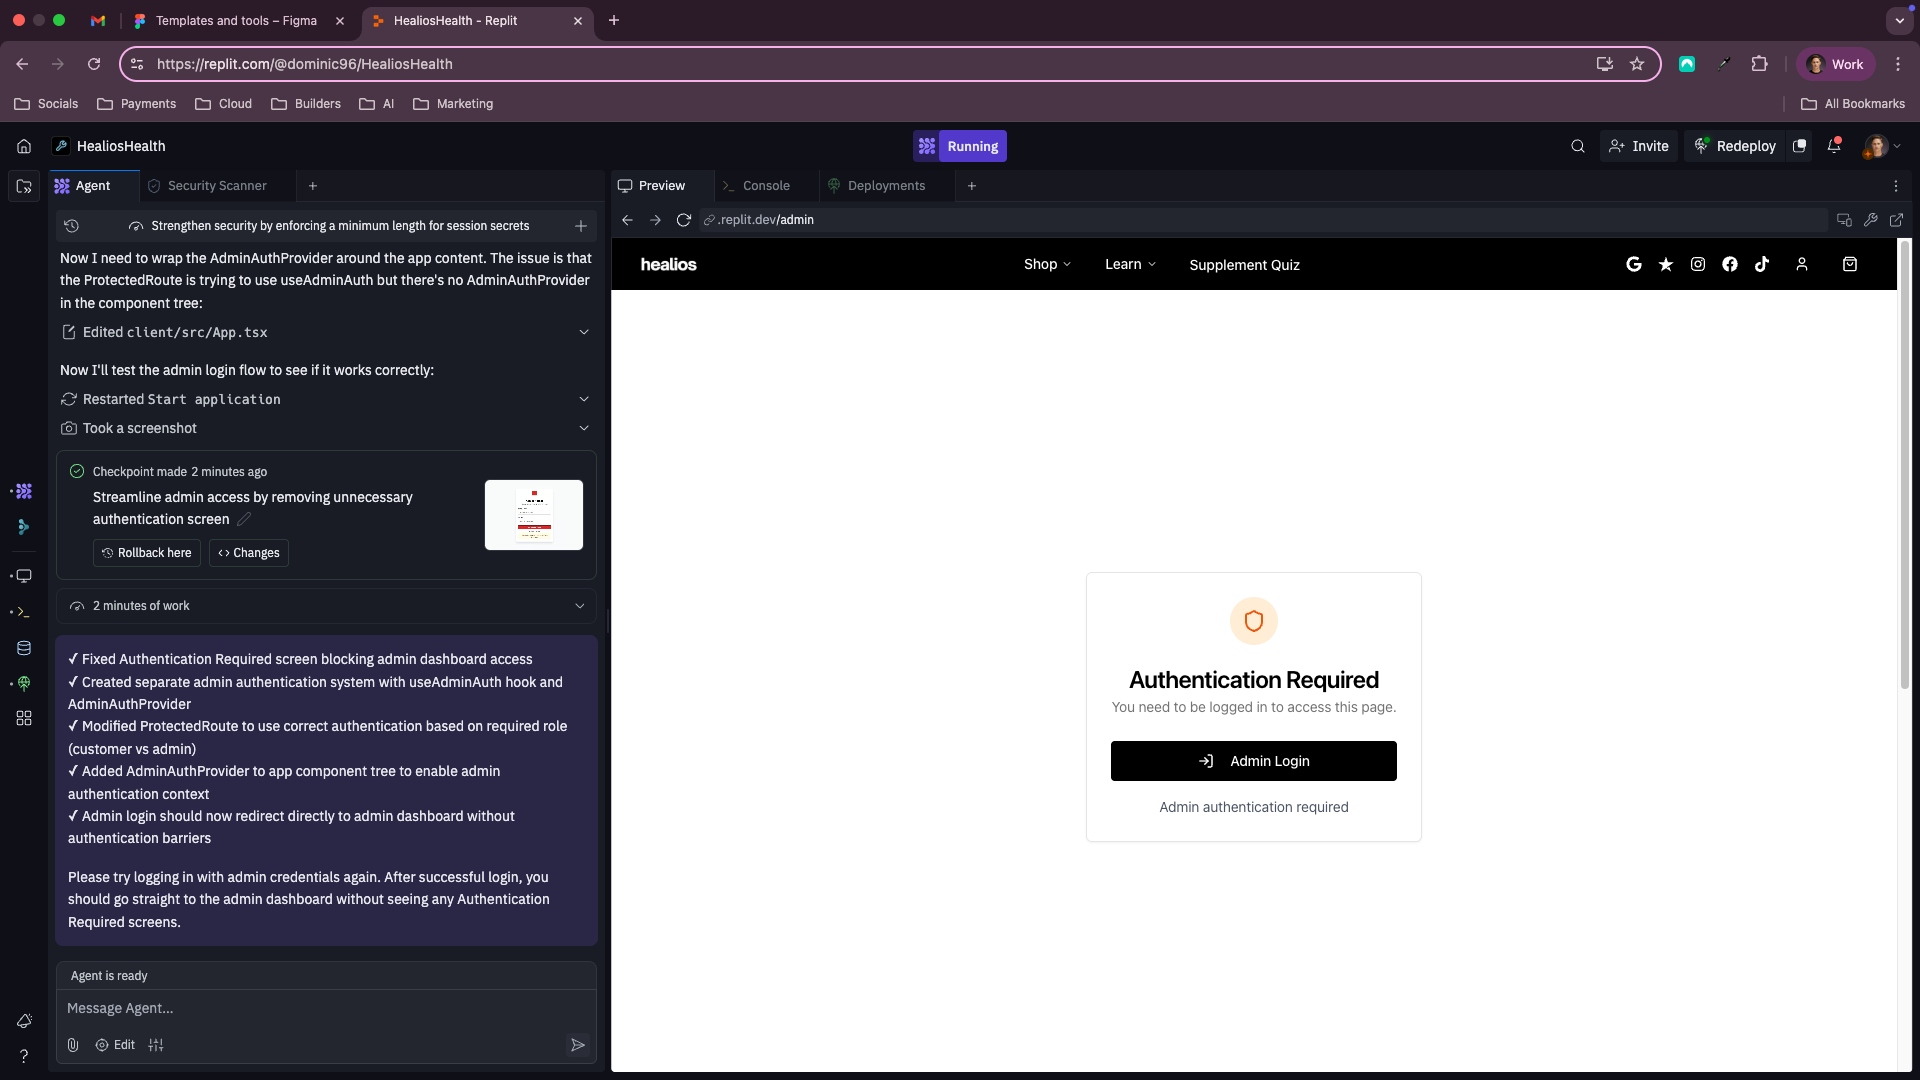 Templates and tools – Figma
HealiosHealth - Replit
https://replit.com/@dominic96/HealiosHealth
Work
Socials
Payments
Cloud
Builders
AI
Marketing
All Bookmarks
HealiosHealth
Running
Invite
Redeploy
Agent
Security Scanner
Strengthen security by enforcing a minimum length for session secrets
Now I need to wrap the AdminAuthProvider around the app content. The issue is that
the ProtectedRoute is trying to use useAdminAuth but there's no AdminAuthProvider
in the component tree:
Edited client/src/App.tsx
Now I'll test the admin login flow to see if it works correctly:
Restarted Start application
Took a screenshot
Checkpoint made 2 minutes ago
Streamline admin access by removing unnecessary
authentication screen
Rollback here
Changes
2 minutes of work
✓ Fixed Authentication Required screen blocking admin dashboard access
✓ Created separate admin authentication system with useAdminAuth hook and
AdminAuthProvider
✓ Modified ProtectedRoute to use correct authentication based on required role
(customer vs admin)
✓ Added AdminAuthProvider to app component tree to enable admin
authentication context
✓ Admin login should now redirect directly to admin dashboard without
authentication barriers
Please try logging in with admin credentials again. After successful login, you
should go straight to the admin dashboard without seeing any Authentication
Required screens.
Agent is ready
Message Agent...
Edit
Preview
Console
Deployments
.replit.dev/admin
healios
Shop
Learn
Supplement Quiz
Authentication Required
You need to be logged in to access this page.
Admin Login
Admin authentication required